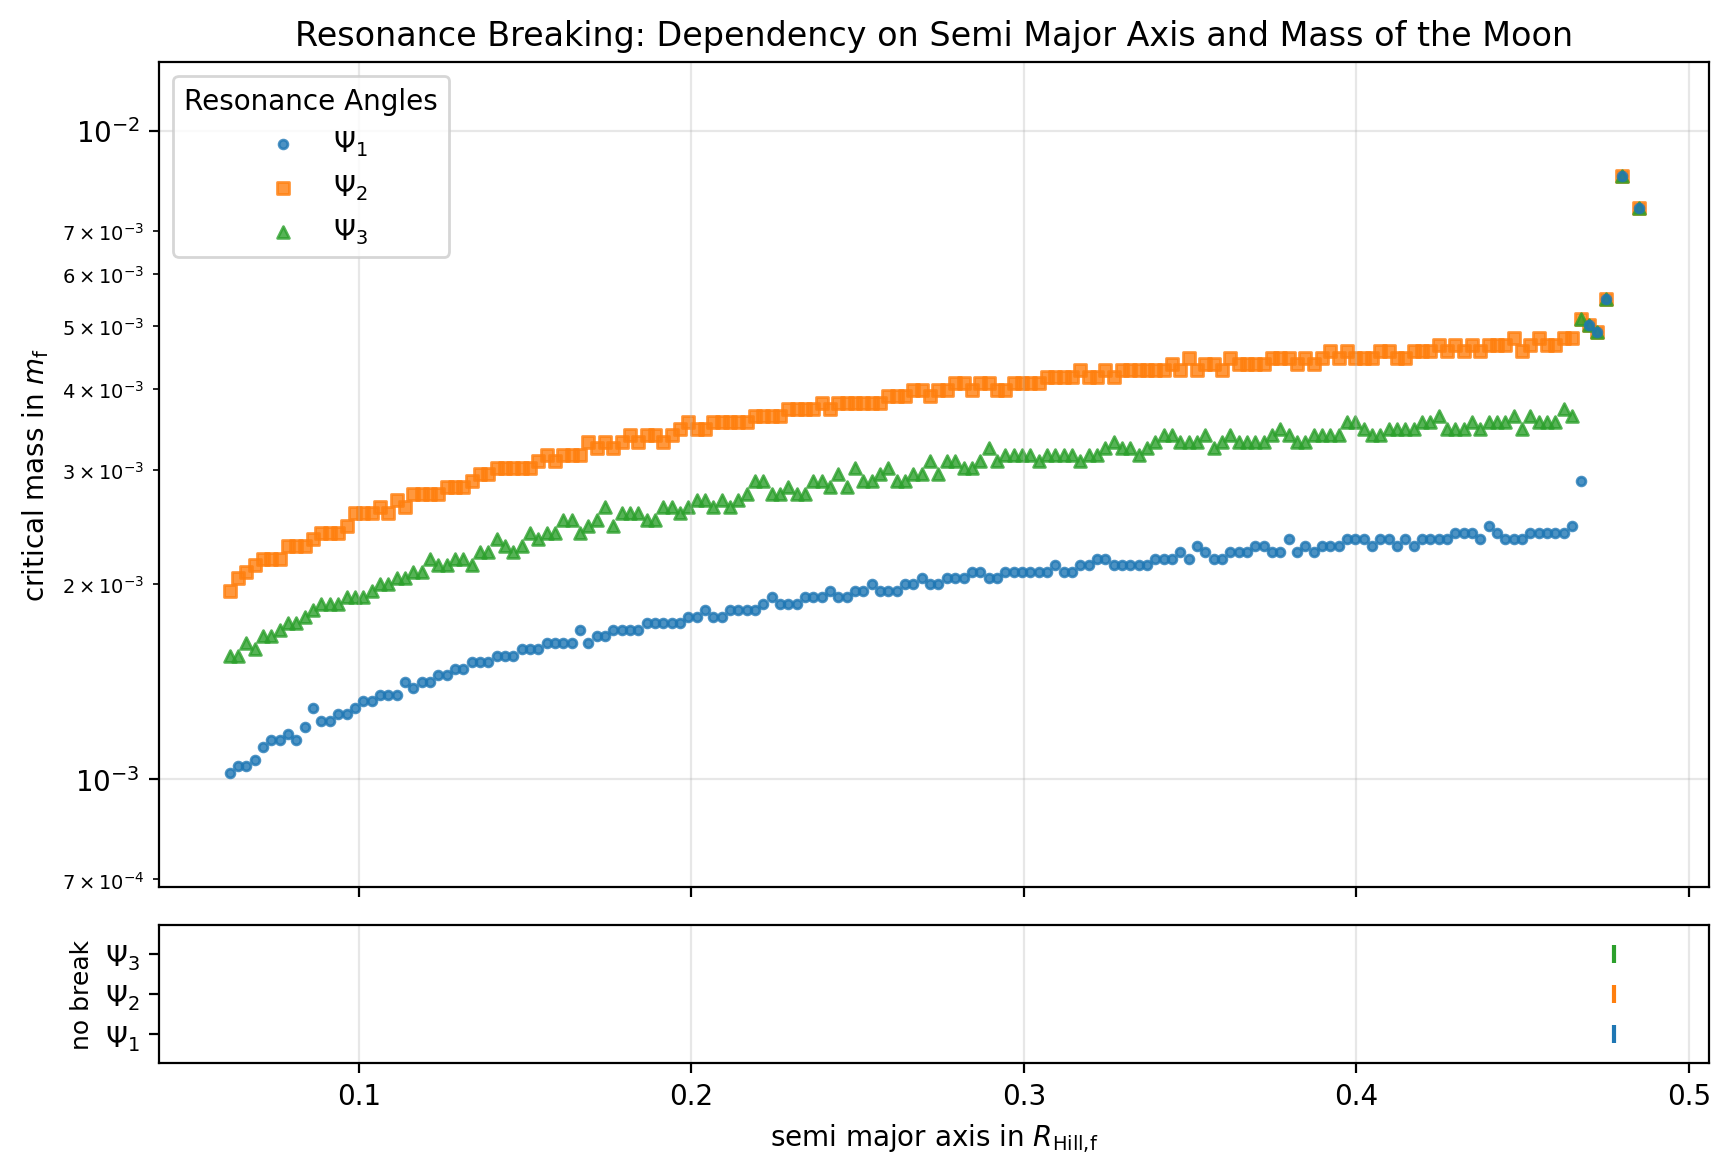 Resonance Breaking: Dependency on Semi Major Axis and Mass of the Moon
Resonance Angles
Ψ₁
Ψ₂
Ψ₃
critical mass in m_f
10⁻²
7 × 10⁻³
6 × 10⁻³
5 × 10⁻³
4 × 10⁻³
3 × 10⁻³
2 × 10⁻³
10⁻³
7 × 10⁻⁴
no break
Ψ₃
Ψ₂
Ψ₁
0.1 0.2 0.3 0.4 0.5
semi major axis in R_Hill,f